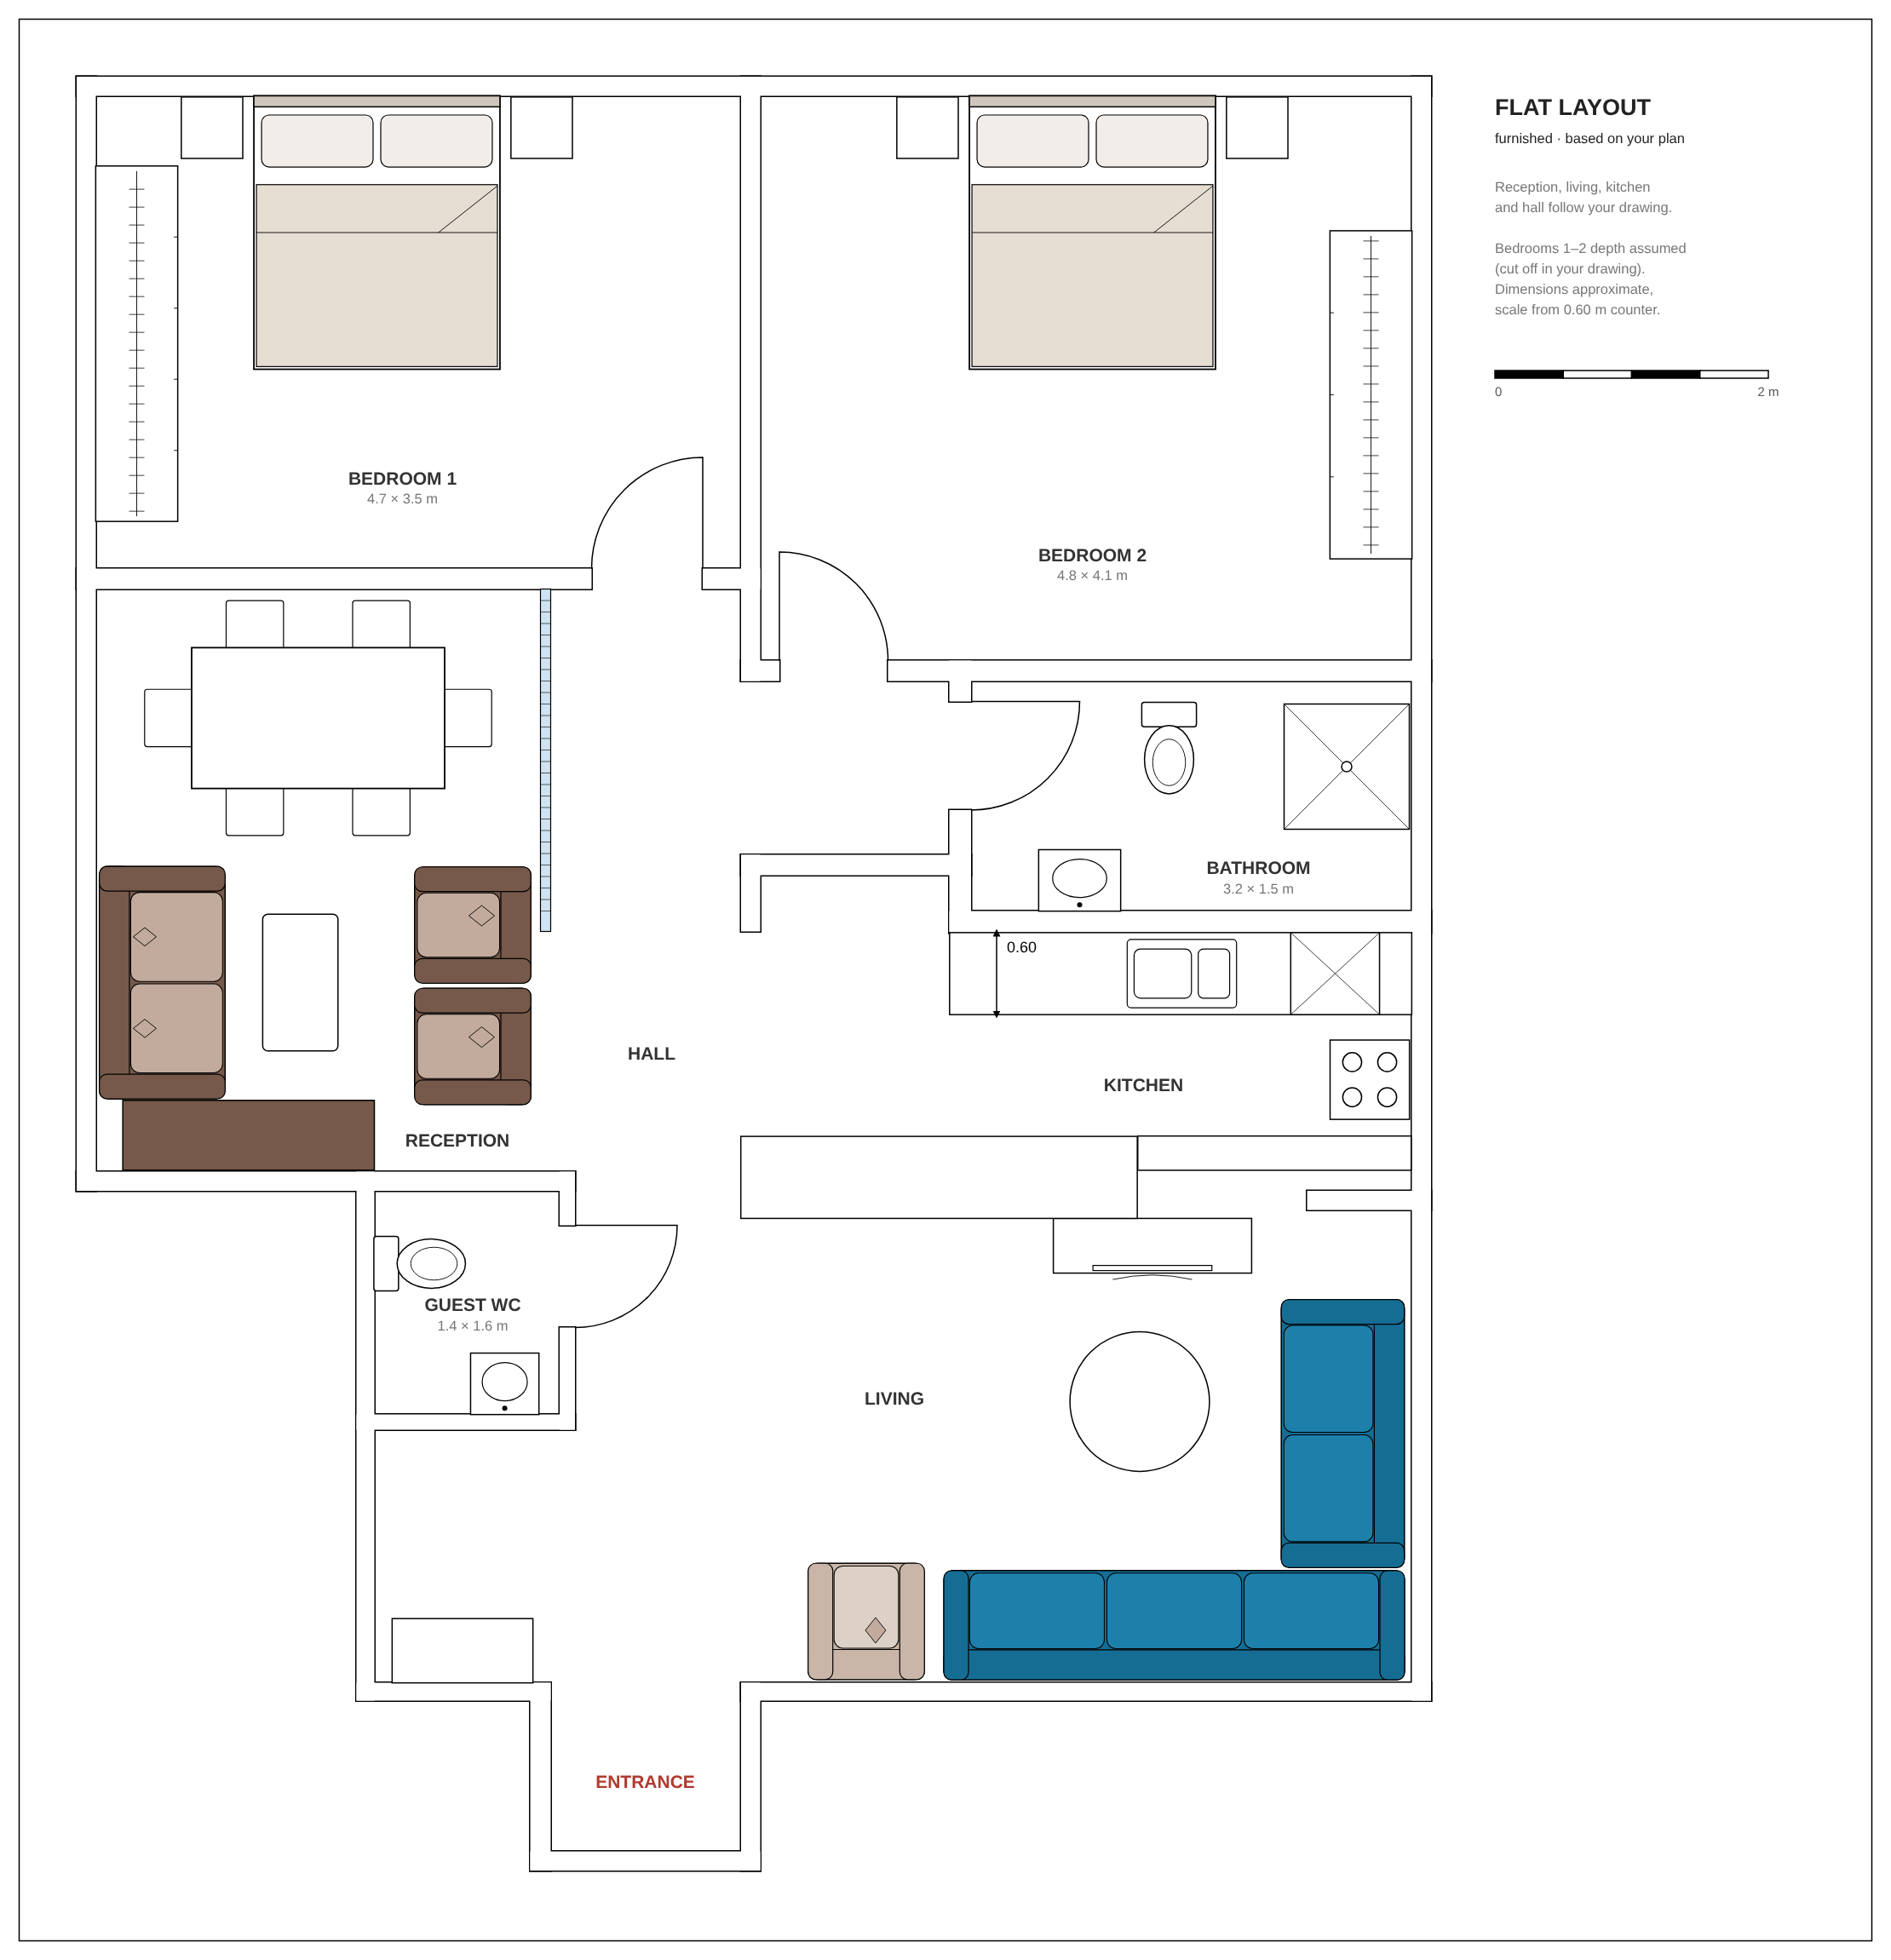 FLAT LAYOUT
furnished · based on your plan
Reception, living, kitchen
and hall follow your drawing.
Bedrooms 1–2 depth assumed
(cut off in your drawing).
Dimensions approximate,
scale from 0.60 m counter.
0
2 m
BEDROOM 1
4.7 × 3.5 m
BEDROOM 2
4.8 × 4.1 m
BATHROOM
3.2 × 1.5 m
0.60
HALL
KITCHEN
RECEPTION
GUEST WC
1.4 × 1.6 m
LIVING
ENTRANCE